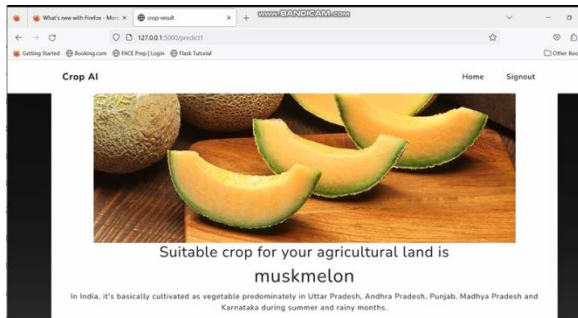 www.BANDICAM.com
What's new with Firefox - More
crop-result
127.0.0.1:5000/predict1
Getting Started Booking.com FACE Prep | Login Flask Tutorial
Other Boo
Crop AI
Home Signout
Suitable crop for your agricultural land is
muskmelon
In India, it's basically cultivated as vegetable predominately in Uttar Pradesh, Andhra Pradesh, Punjab, Madhya Pradesh and
Karnataka during summer and rainy months.